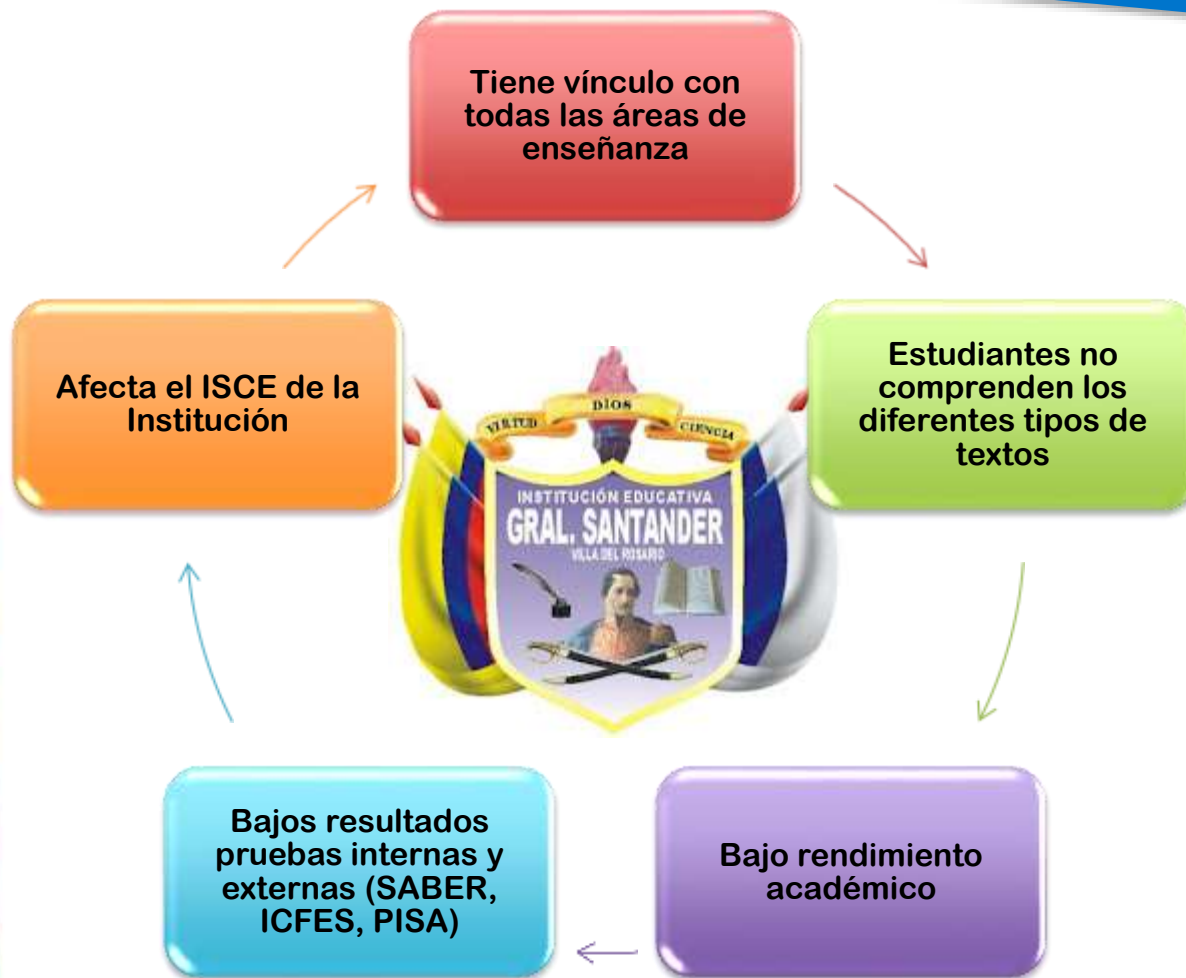 Tiene vínculo con
todas las áreas de
enseñanza
Estudiantes no
comprenden los
diferentes tipos de
textos
Bajo rendimiento
académico
Bajos resultados
pruebas internas y
externas (SABER,
ICFES, PISA)
Afecta el ISCE de la
Institución
VIRTUD
DIOS
CIENCIA
INSTITUCIÓN EDUCATIVA
GRAL. SANTANDER
VILLA DEL ROSARIO